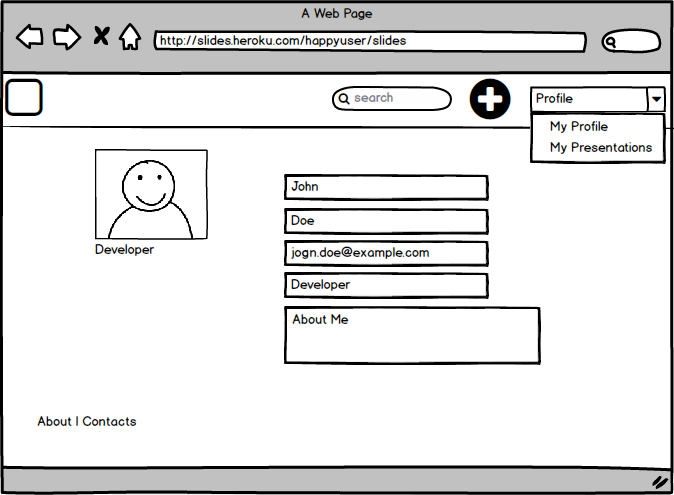 A Web Page
http://slides.heroku.com/happyuser/slides
search
Profile
My Profile
My Presentations
Developer
John
Doe
jogn.doe@example.com
Developer
About Me
About | Contacts